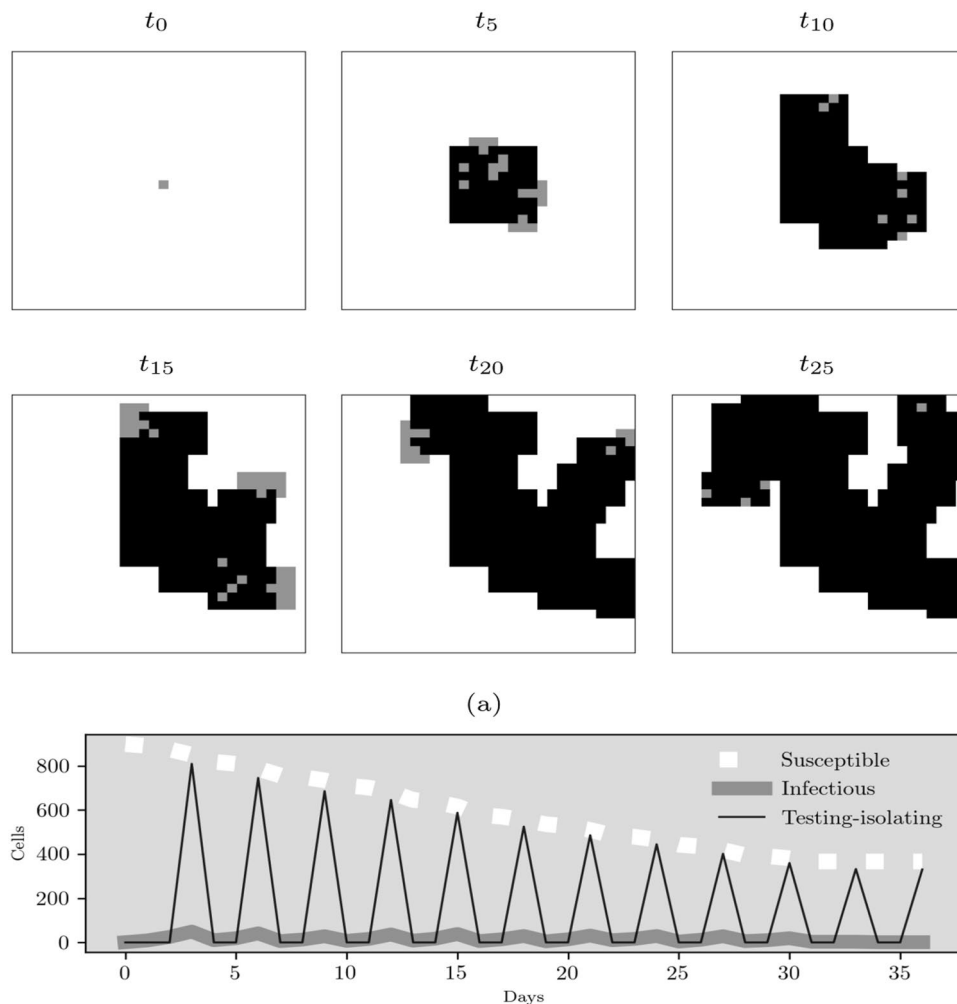 t₀ t₅ t₁₀
t₁₅ t₂₀ t₂₅
(a)
800
600
400
200
0
Cells
Susceptible
Infectious
Testing-isolating
0 5 10 15 20 25 30 35
Days